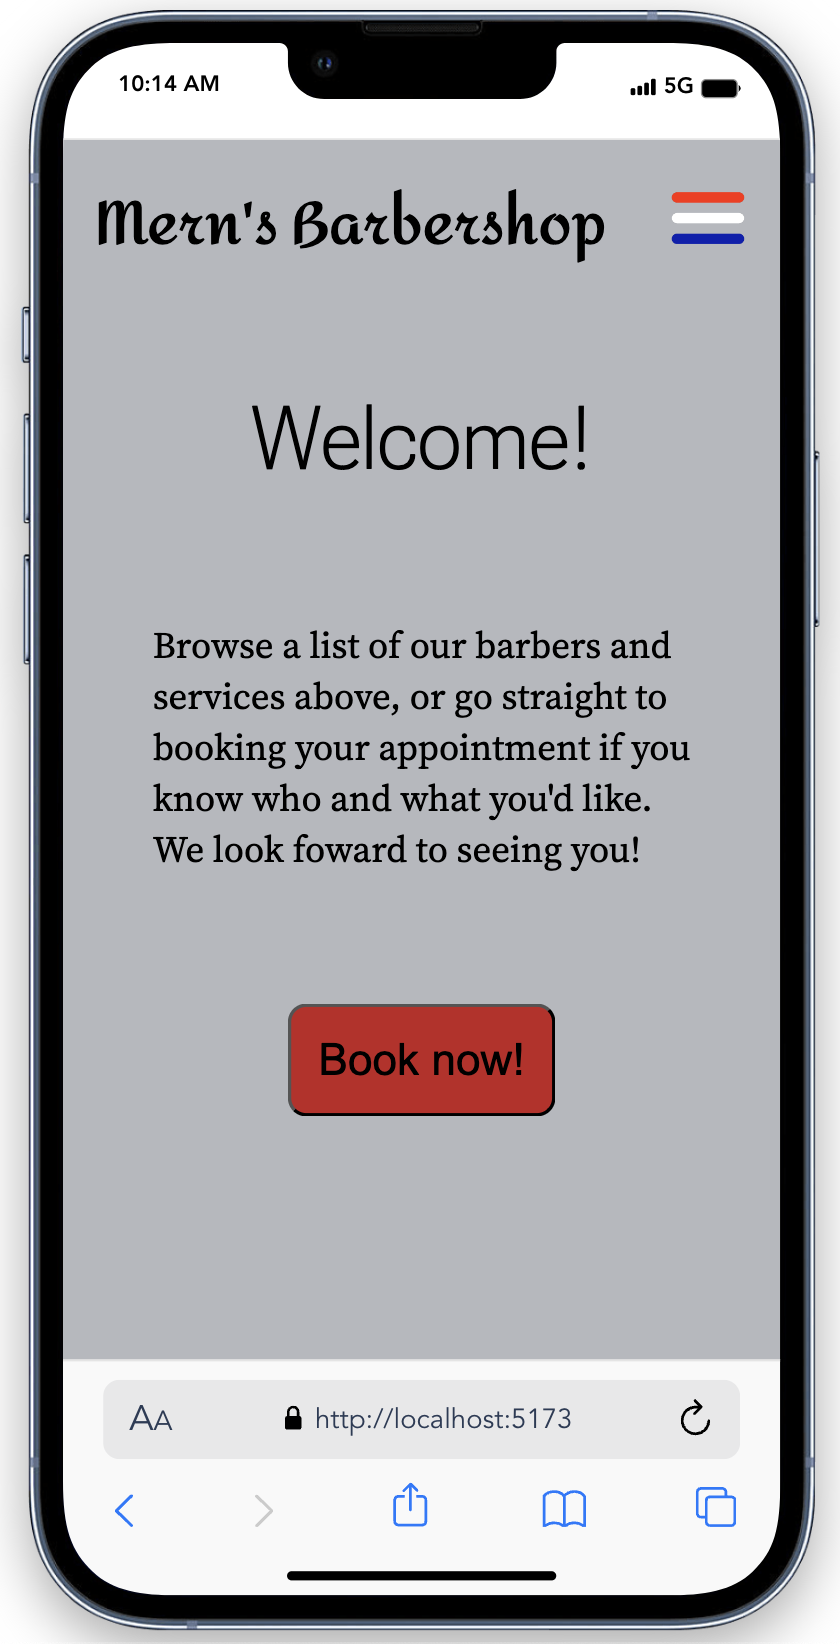 10:14 AM 5G
Mern's Barbershop
Welcome!
Browse a list of our barbers and
services above, or go straight to
booking your appointment if you
know who and what you'd like.
We look foward to seeing you!
Book now!
AA http://localhost:5173